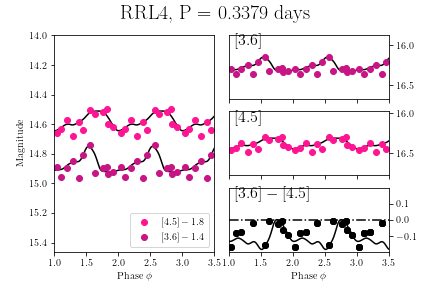 RRL4, P = 0.3379 days
14.0
14.2
14.4
14.6
14.8
15.0
15.2
15.4
Magnitude
1.0 1.5 2.0 2.5 3.0 3.5
Phase ϕ
[4.5] − 1.8
[3.6] − 1.4
[3.6]
16.0
16.5
[4.5]
16.0
16.5
[3.6] − [4.5]
0.1
0.0
−0.1
1.0 1.5 2.0 2.5 3.0 3.5
Phase ϕ